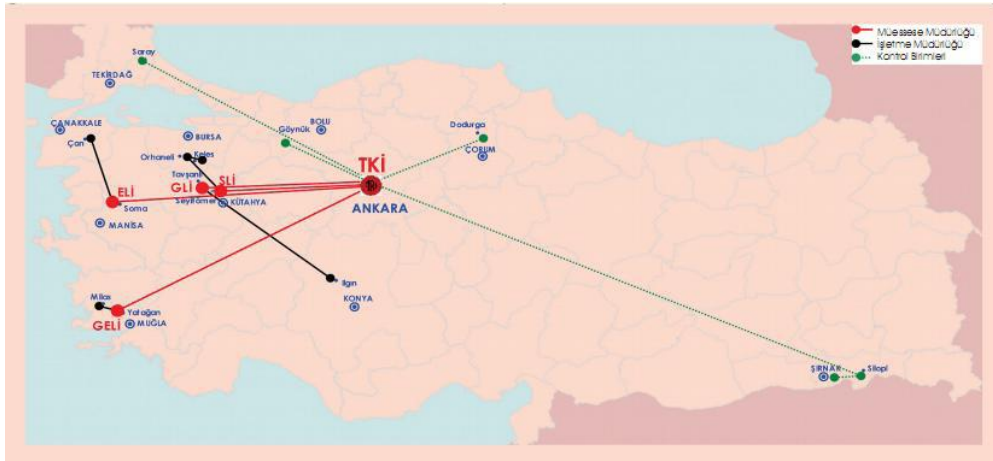 Müessese Müdürlüğü
İşletme Müdürlüğü
Kontrol Birimleri
Saray
TEKİRDAĞ
ÇANAKKALE
Çan
BURSA
BOLU
Göynük
Dodurga
ÇORUM
Orhaneli
Keles
TKİ
ANKARA
Tavşanlı
GLİ
SLİ
Seyitömer
KÜTAHYA
ELİ
Soma
MANİSA
Ilgın
KONYA
Milas
Yatağan
GELİ
MUĞLA
ŞIRNAK
Silopi